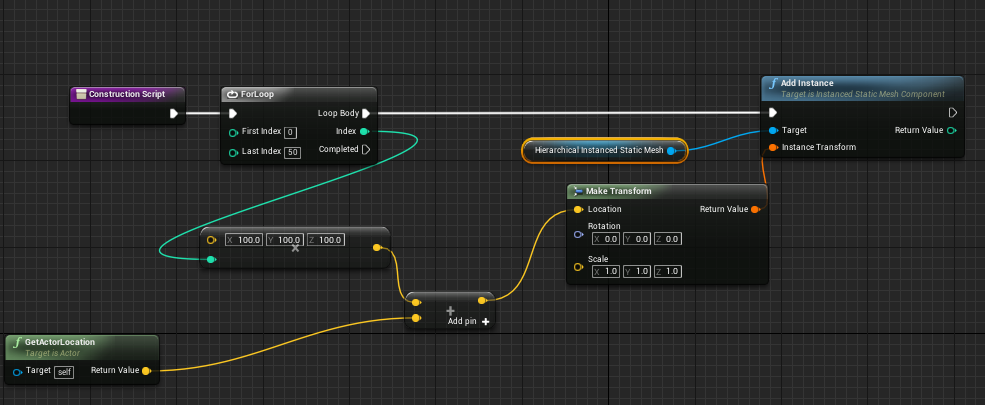 Construction Script
ForLoop
First Index 0
Last Index 50
Loop Body
Index
Completed
Add Instance
Target is Instanced Static Mesh Component
Target
Return Value
Instance Transform
Hierarchical Instanced Static Mesh
Make Transform
Location
Return Value
Rotation
X 0.0 Y 0.0 Z 0.0
Scale
X 1.0 Y 1.0 Z 1.0
X 100.0 Y 100.0 Z 100.0
Add pin
GetActorLocation
Target is Actor
Target self
Return Value